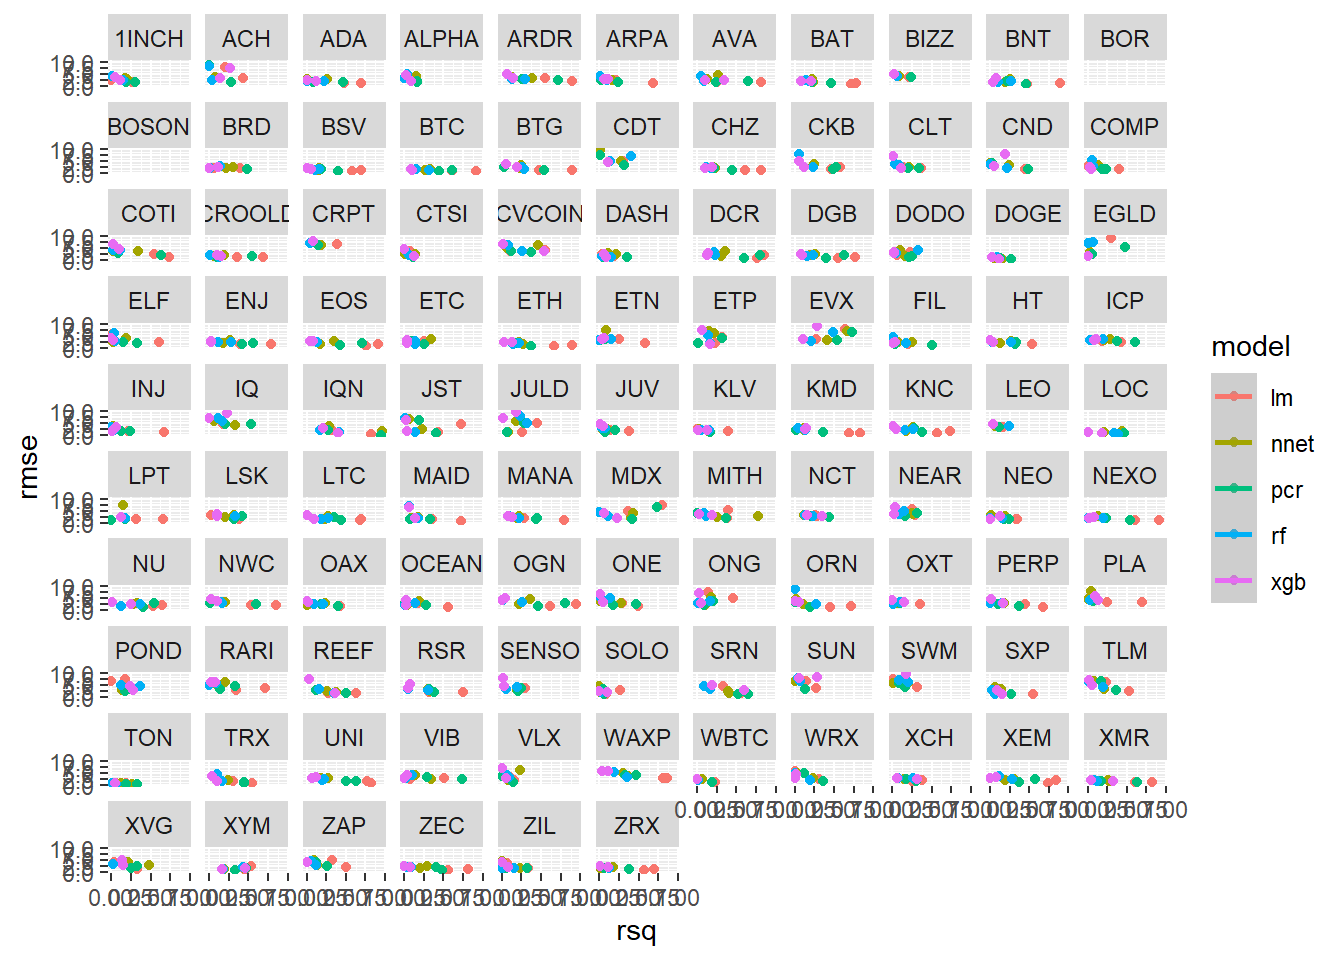 1INCH ACH ADA ALPHA ARDR ARPA AVA BAT BIZZ BNT BOR
BOSON BRD BSV BTC BTG CDT CHZ CKB CLT CND COMP
COTI CROOLD CRPT CTSI CVCOIN DASH DCR DGB DODO DOGE EGLD
ELF ENJ EOS ETC ETH ETN ETP EVX FIL HT ICP
INJ IQ IQN JST JULD JUV KLV KMD KNC LEO LOC
LPT LSK LTC MAID MANA MDX MITH NCT NEAR NEO NEXO
NU NWC OAX OCEAN OGN ONE ONG ORN OXT PERP PLA
POND RARI REEF RSR SENSO SOLO SRN SUN SWM SXP TLM
TON TRX UNI VIB VLX WAXP WBTC WRX XCH XEM XMR
XVG XYM ZAP ZEC ZIL ZRX
rmse
rsq
model
lm
nnet
pcr
rf
xgb